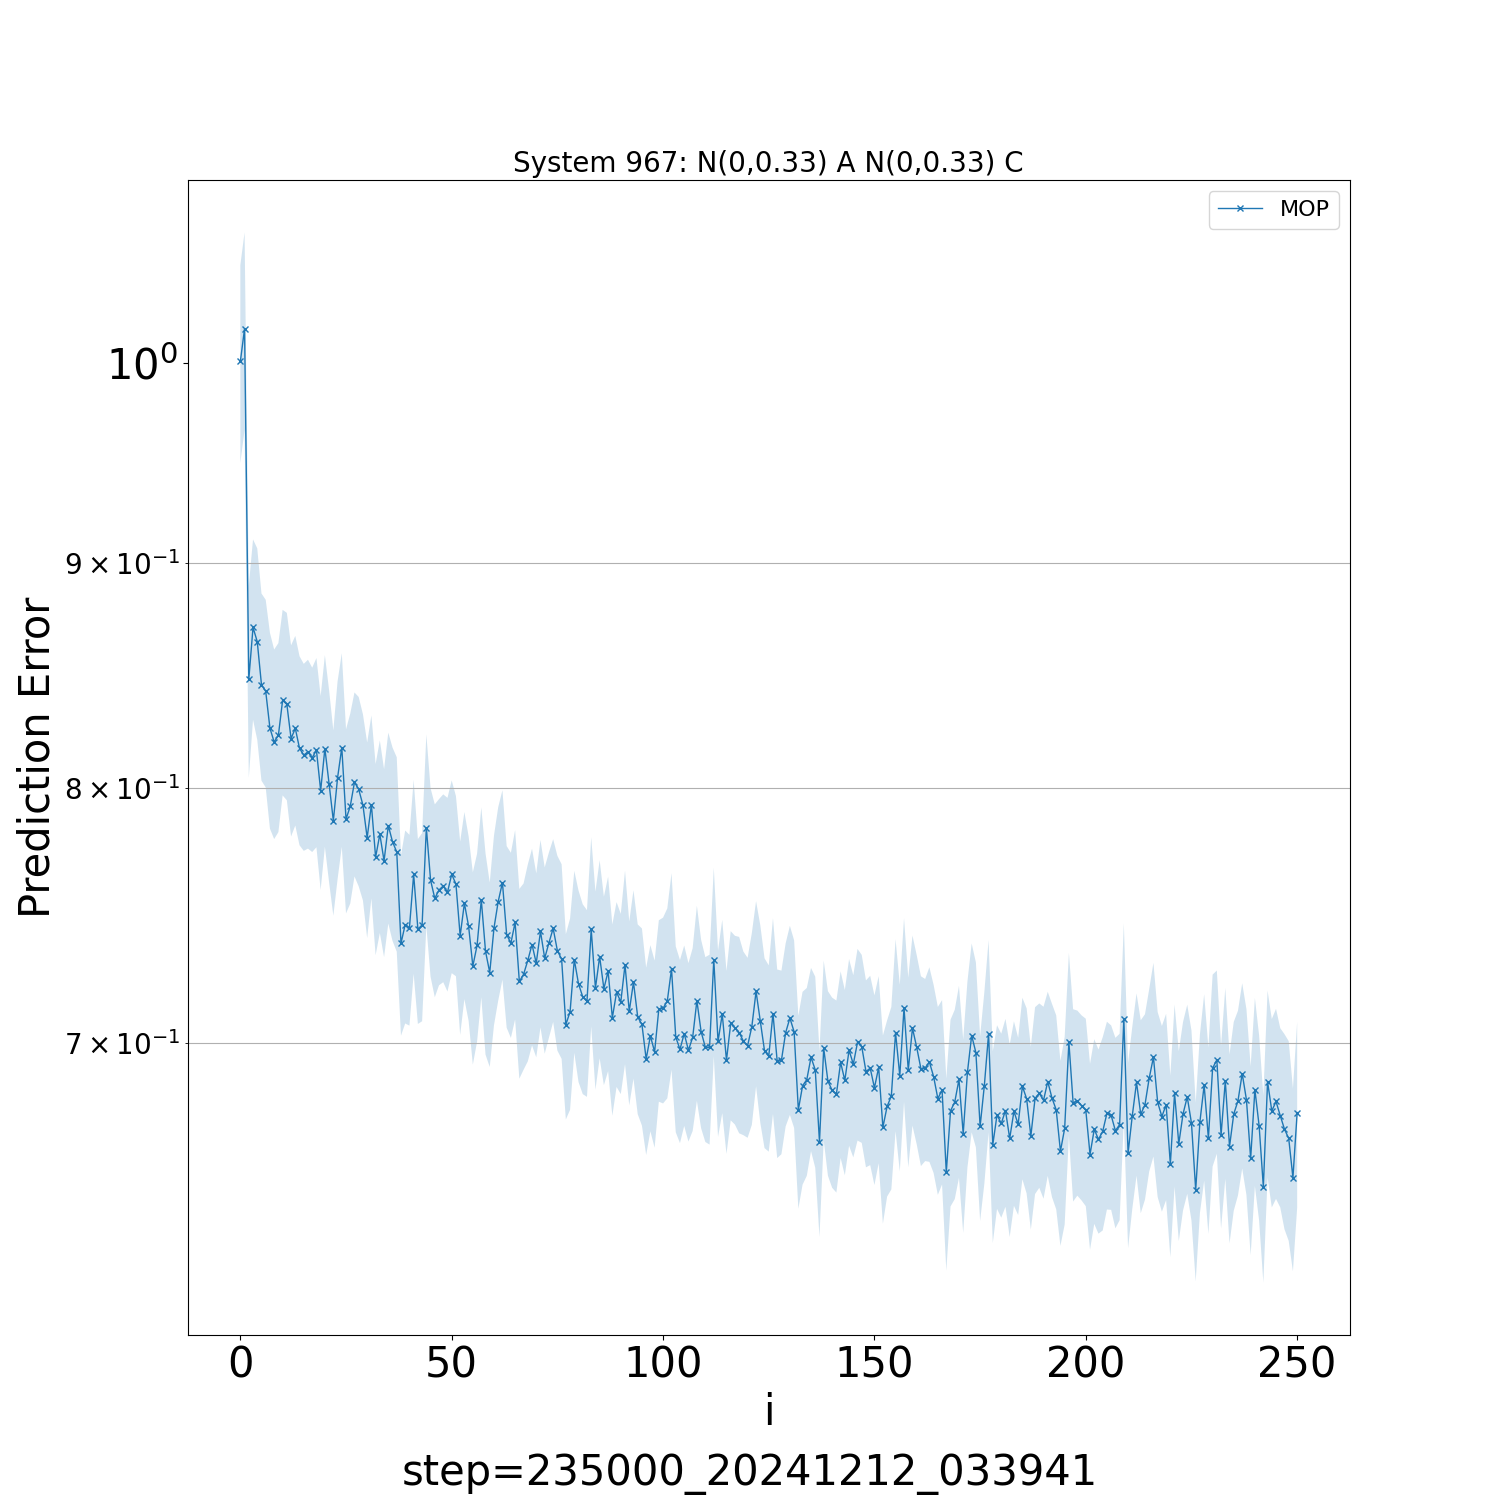 System 967: N(0,0.33) A N(0,0.33) C
MOP
10⁰
9 × 10⁻¹
8 × 10⁻¹
7 × 10⁻¹
Prediction Error
0 50 100 150 200 250
i
step=235000_20241212_033941